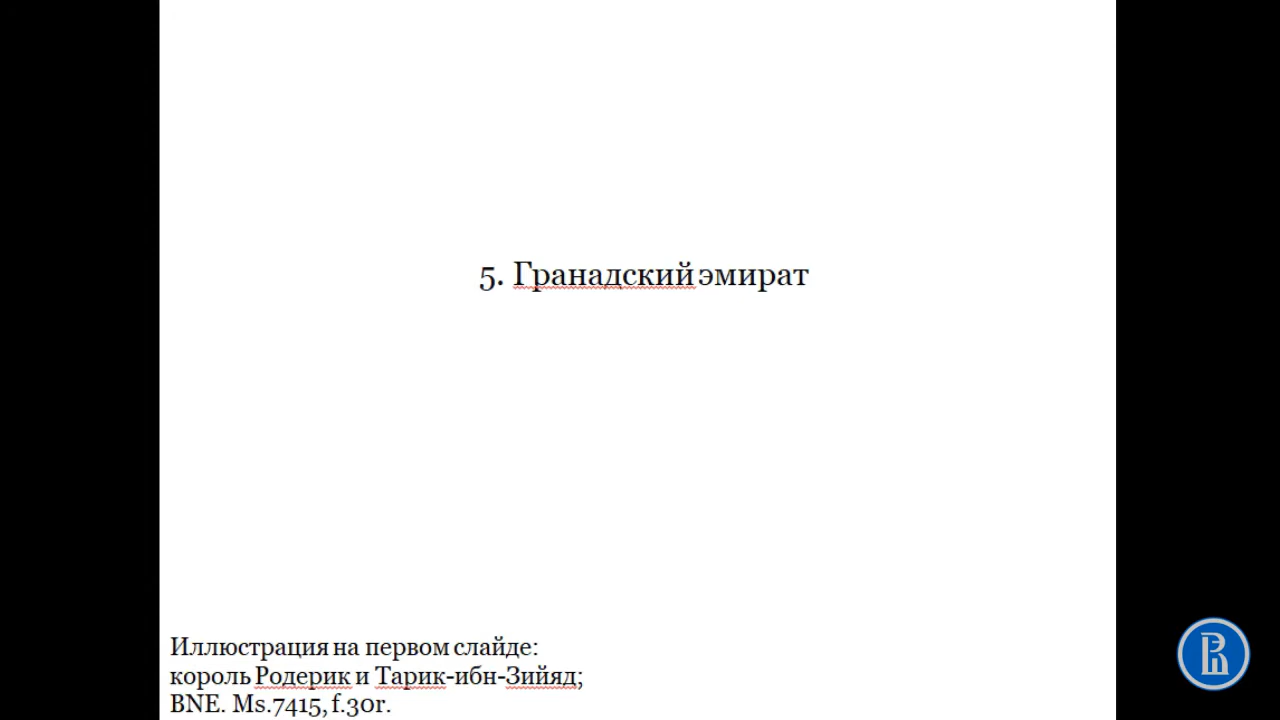 5. Гранадский эмират
Иллюстрация на первом слайде:
король Родерик и Тарик-ибн-Зийяд;
BNE. Ms.7415, f.30r.